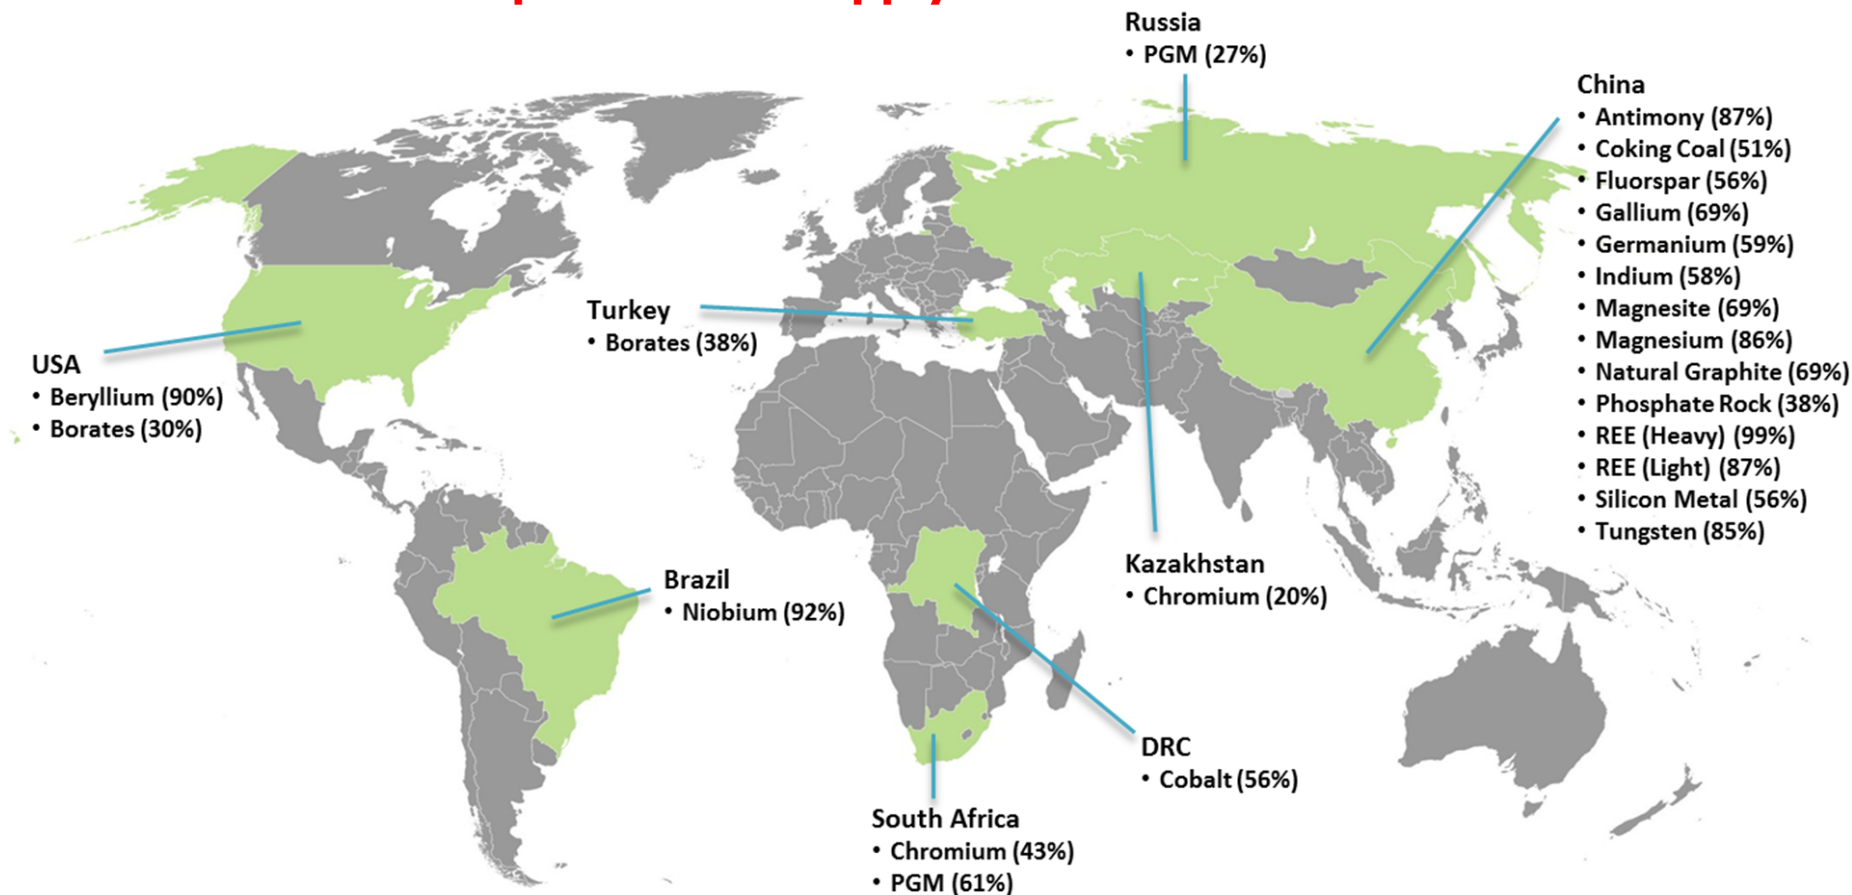 Russia
• PGM (27%)
China
• Antimony (87%)
• Coking Coal (51%)
• Fluorspar (56%)
• Gallium (69%)
• Germanium (59%)
• Indium (58%)
• Magnesite (69%)
• Magnesium (86%)
• Natural Graphite (69%)
• Phosphate Rock (38%)
• REE (Heavy) (99%)
• REE (Light) (87%)
• Silicon Metal (56%)
• Tungsten (85%)
Turkey
• Borates (38%)
USA
• Beryllium (90%)
• Borates (30%)
Kazakhstan
• Chromium (20%)
Brazil
• Niobium (92%)
DRC
• Cobalt (56%)
South Africa
• Chromium (43%)
• PGM (61%)